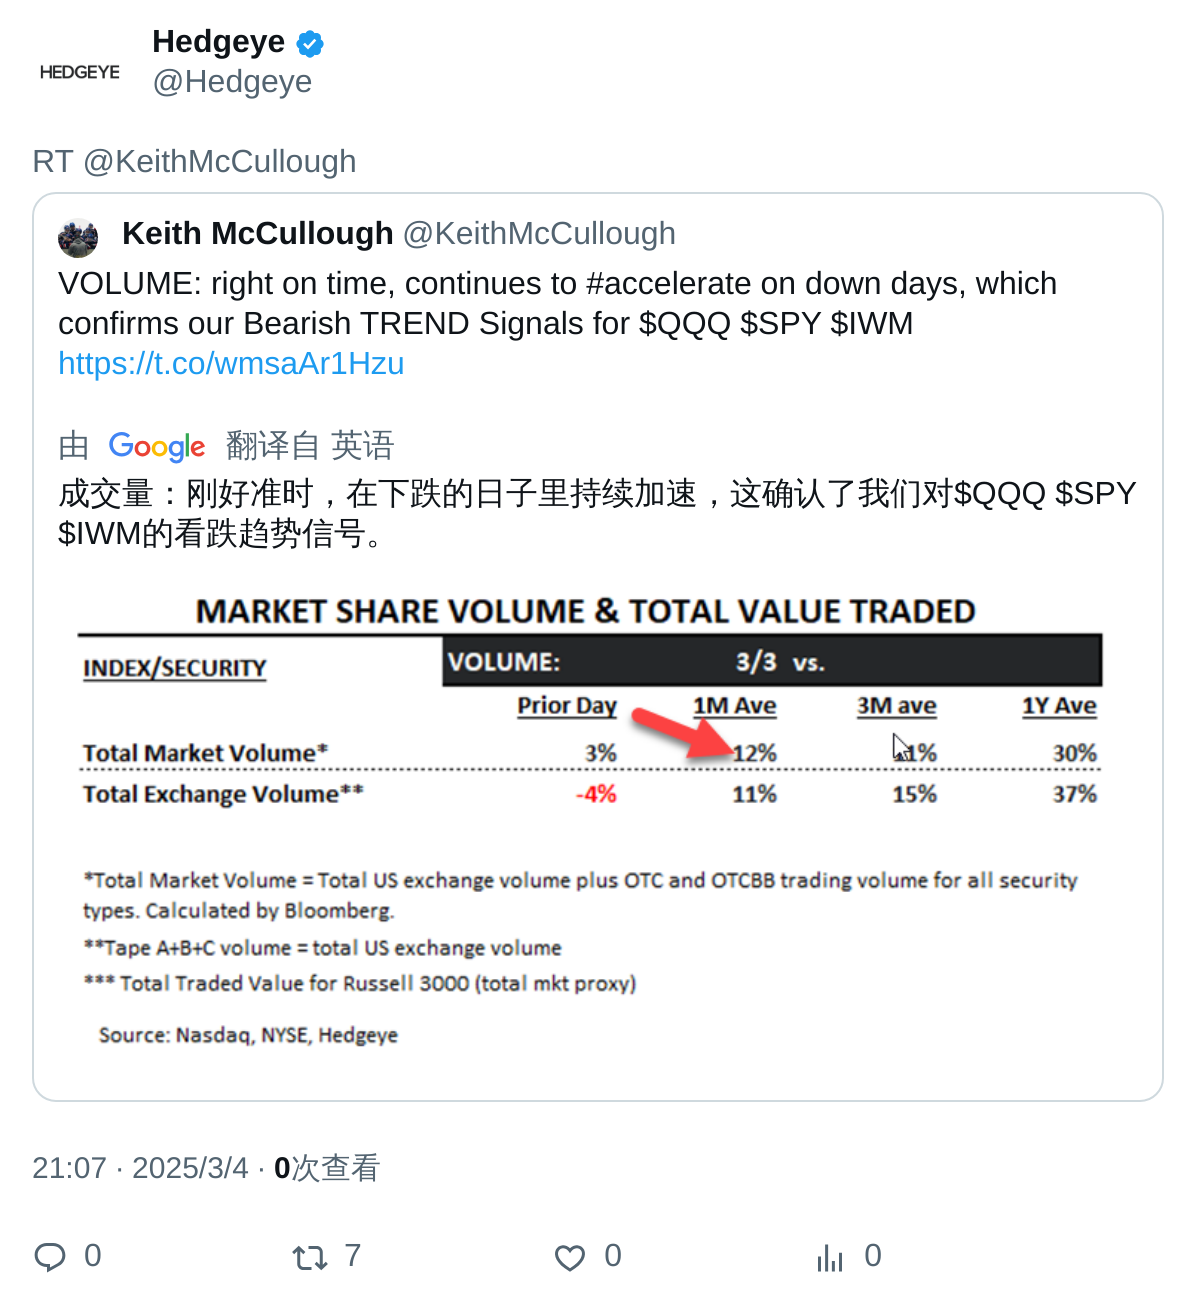 HEDGEYE
Hedgeye
@Hedgeye
RT @KeithMcCullough
Keith McCullough @KeithMcCullough
VOLUME: right on time, continues to #accelerate on down days, which
confirms our Bearish TREND Signals for $QQQ $SPY $IWM
https://t.co/wmsaAr1Hzu
由 Google 翻译自 英语
成交量：刚好准时，在下跌的日子里持续加速，这确认了我们对$QQQ $SPY
$IWM的看跌趋势信号。
MARKET SHARE VOLUME & TOTAL VALUE TRADED
INDEX/SECURITY VOLUME: 3/3 vs.
Prior Day 1M Ave 3M ave 1Y Ave
Total Market Volume* 3% 12% 30%
Total Exchange Volume** -4% 11% 15% 37%
*Total Market Volume = Total US exchange volume plus OTC and OTCBB trading volume for all security
types. Calculated by Bloomberg.
**Tape A+B+C volume = total US exchange volume
*** Total Traded Value for Russell 3000 (total mkt proxy)
Source: Nasdaq, NYSE, Hedgeye
21:07 · 2025/3/4 · 0次查看
0 7 0 0